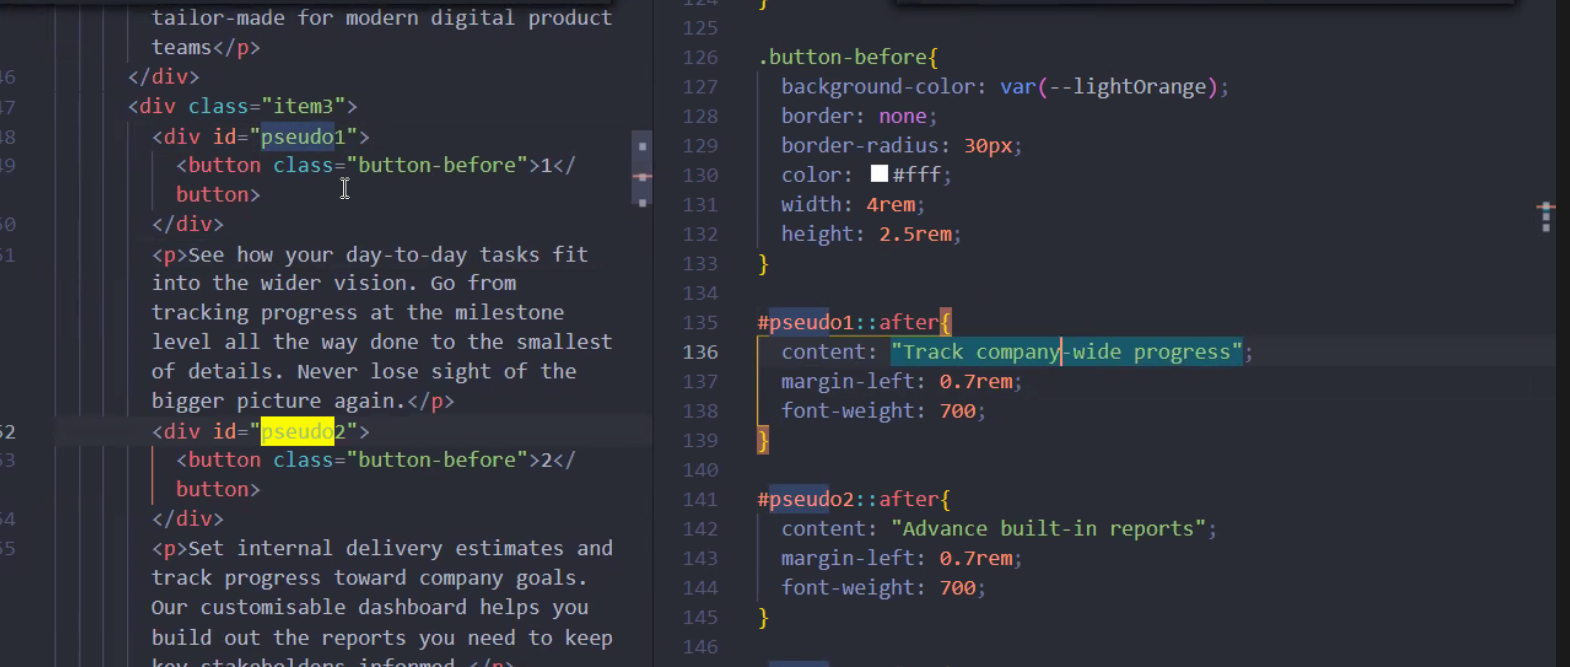 tailor-made for modern digital product
teams</p>
46 </div>
47 <div class="item3">
48 <div id="pseudo1">
49 <button class="button-before">1</
button>
50 </div>
51 <p>See how your day-to-day tasks fit
into the wider vision. Go from
tracking progress at the milestone
level all the way done to the smallest
of details. Never lose sight of the
bigger picture again.</p>
52 <div id="pseudo2">
53 <button class="button-before">2</
button>
54 </div>
55 <p>Set internal delivery estimates and
track progress toward company goals.
Our customisable dashboard helps you
build out the reports you need to keep
key stakeholders informed.</p>
124 }
125
126 .button-before{
127 background-color: var(--lightOrange);
128 border: none;
129 border-radius: 30px;
130 color: #fff;
131 width: 4rem;
132 height: 2.5rem;
133 }
134
135 #pseudo1::after{
136 content: "Track company-wide progress";
137 margin-left: 0.7rem;
138 font-weight: 700;
139 }
140
141 #pseudo2::after{
142 content: "Advance built-in reports";
143 margin-left: 0.7rem;
144 font-weight: 700;
145 }
146